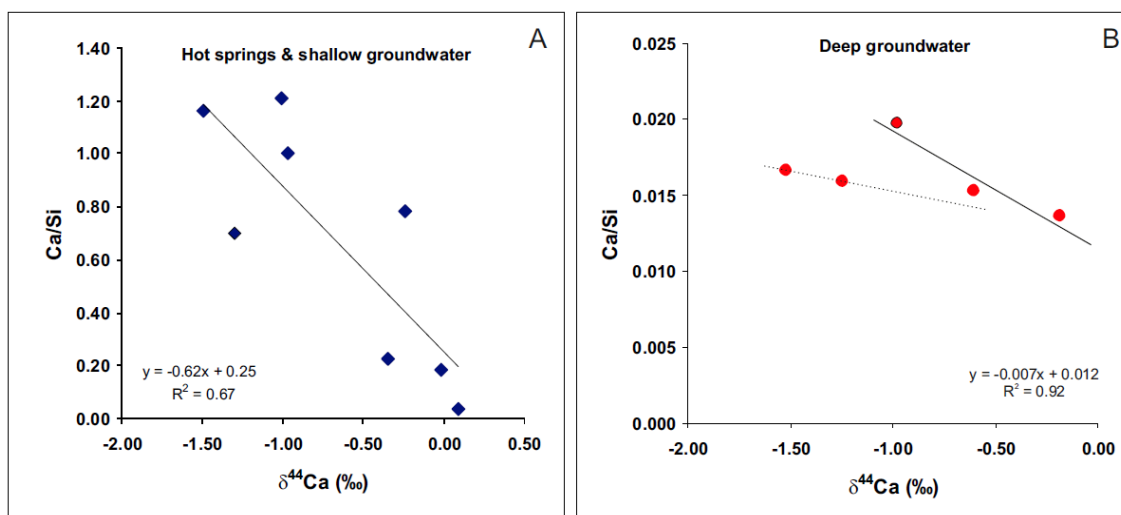 A
Hot springs & shallow groundwater
1.40
1.20
1.00
0.80
0.60
0.40
0.20
0.00
Ca/Si
y = -0.62x + 0.25
R² = 0.67
-2.00 -1.50 -1.00 -0.50 0.00 0.50
δ⁴⁴Ca (‰)
B
Deep groundwater
0.025
0.020
0.015
0.010
0.005
0.000
Ca/Si
y = -0.007x + 0.012
R² = 0.92
-2.00 -1.50 -1.00 -0.50 0.00
δ⁴⁴Ca (‰)